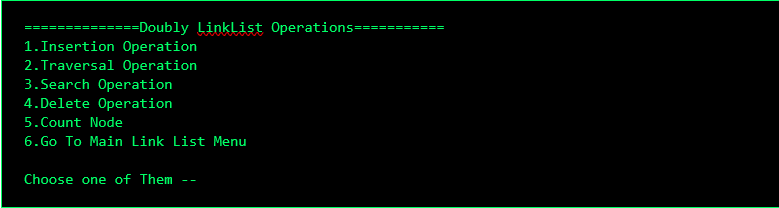 ==============Doubly LinkList Operations===========
1.Insertion Operation
2.Traversal Operation
3.Search Operation
4.Delete Operation
5.Count Node
6.Go To Main Link List Menu
Choose one of Them --